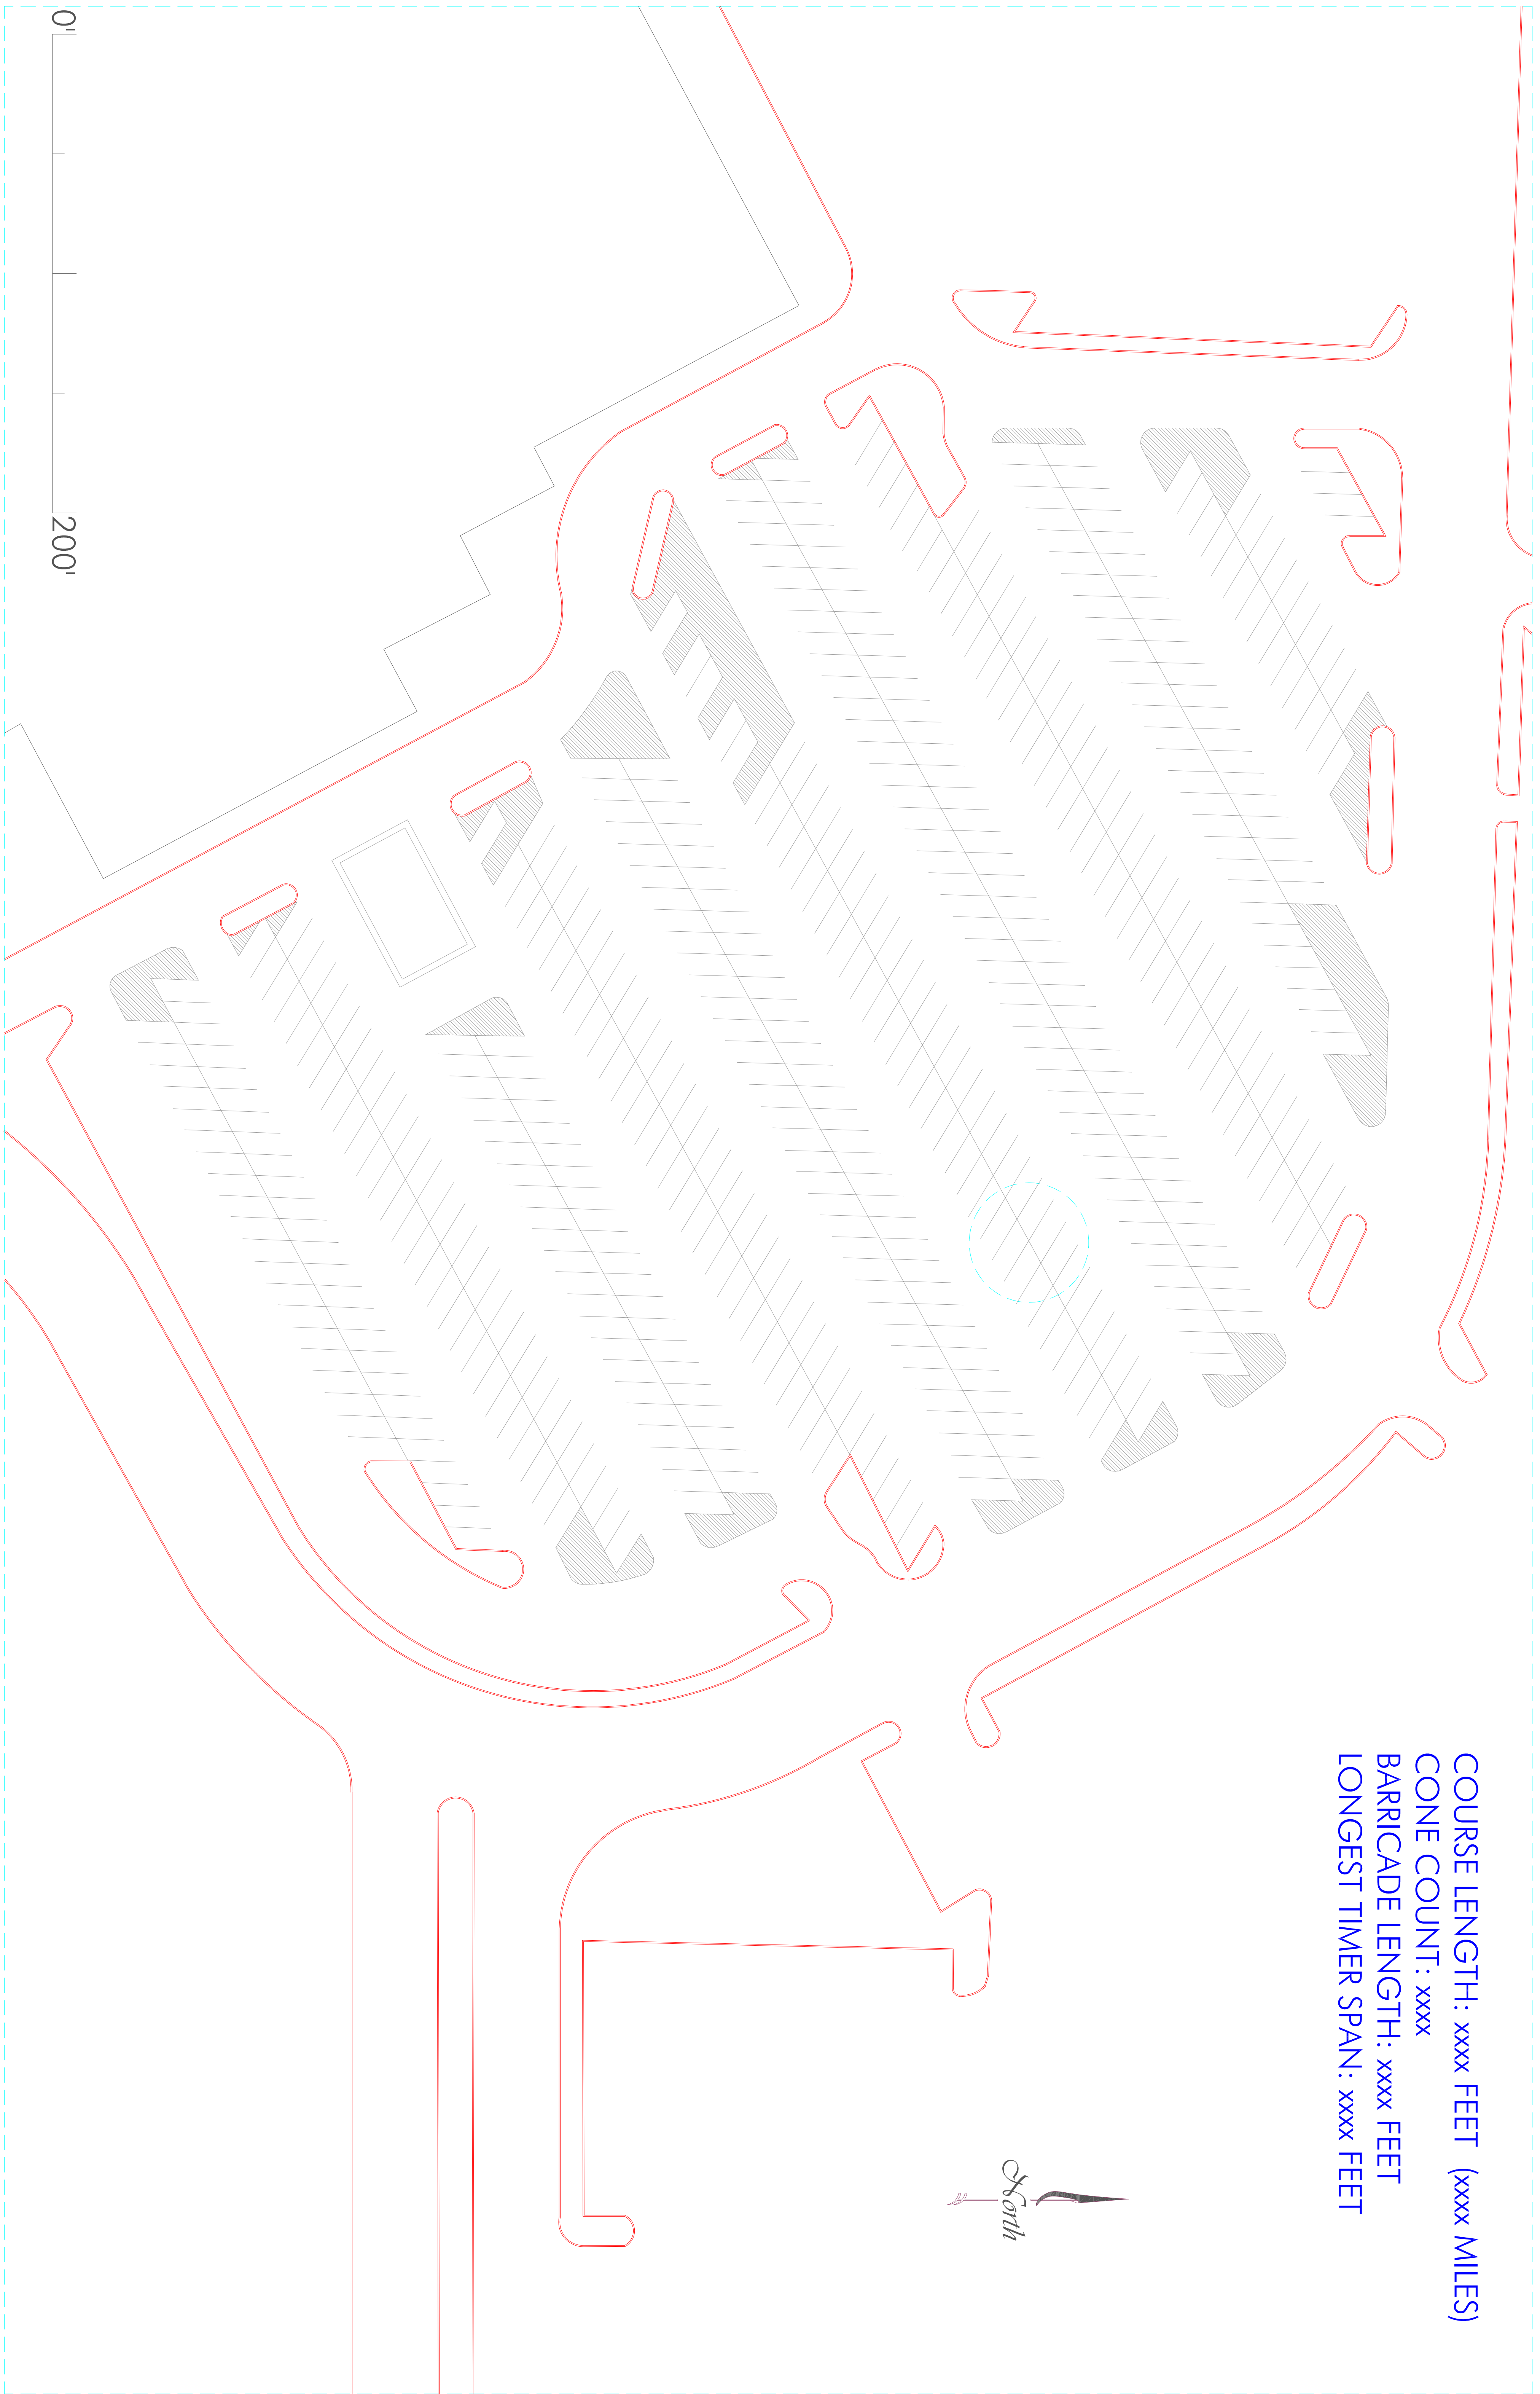 COURSE LENGTH: xxxx FEET (xxxx MILES)
CONE COUNT: xxxx
BARRICADE LENGTH: xxxx FEET
LONGEST TIMER SPAN: xxxx FEET
0'
200'
North